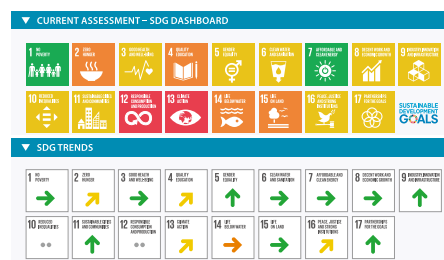 ▼ CURRENT ASSESSMENT – SDG DASHBOARD
1 NO POVERTY
2 ZERO HUNGER
3 GOOD HEALTH AND WELL-BEING
4 QUALITY EDUCATION
5 GENDER EQUALITY
6 CLEAN WATER AND SANITATION
7 AFFORDABLE AND CLEAN ENERGY
8 DECENT WORK AND ECONOMIC GROWTH
9 INDUSTRY, INNOVATION AND INFRASTRUCTURE
10 REDUCED INEQUALITIES
11 SUSTAINABLE CITIES AND COMMUNITIES
12 RESPONSIBLE CONSUMPTION AND PRODUCTION
13 CLIMATE ACTION
14 LIFE BELOW WATER
15 LIFE ON LAND
16 PEACE, JUSTICE AND STRONG INSTITUTIONS
17 PARTNERSHIPS FOR THE GOALS
SUSTAINABLE
DEVELOPMENT
GOALS
▼ SDG TRENDS
1 NO POVERTY
2 ZERO HUNGER
3 GOOD HEALTH AND WELL-BEING
4 QUALITY EDUCATION
5 GENDER EQUALITY
6 CLEAN WATER AND SANITATION
7 AFFORDABLE AND CLEAN ENERGY
8 DECENT WORK AND ECONOMIC GROWTH
9 INDUSTRY, INNOVATION AND INFRASTRUCTURE
10 REDUCED INEQUALITIES
11 SUSTAINABLE CITIES AND COMMUNITIES
12 RESPONSIBLE CONSUMPTION AND PRODUCTION
13 CLIMATE ACTION
14 LIFE BELOW WATER
15 LIFE ON LAND
16 PEACE, JUSTICE AND STRONG INSTITUTIONS
17 PARTNERSHIPS FOR THE GOALS